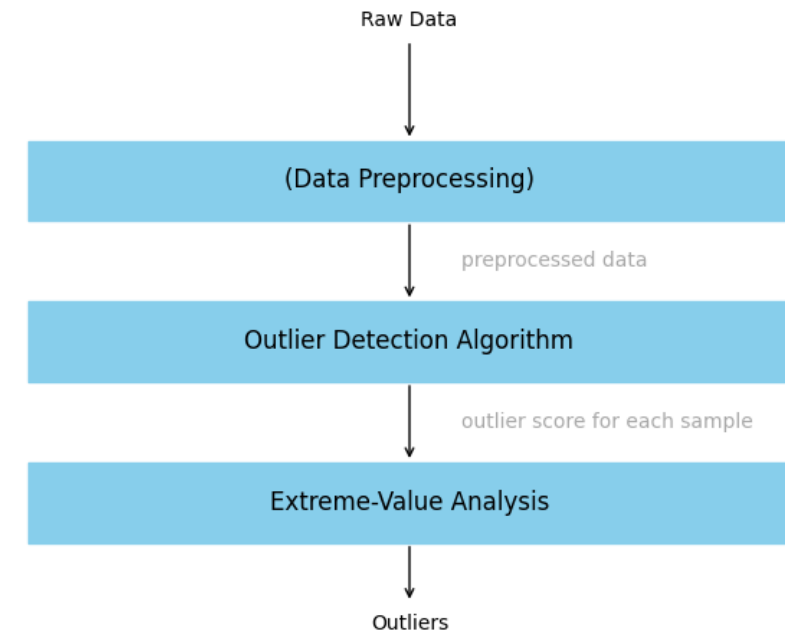 Raw Data
(Data Preprocessing)
preprocessed data
Outlier Detection Algorithm
outlier score for each sample
Extreme-Value Analysis
Outliers